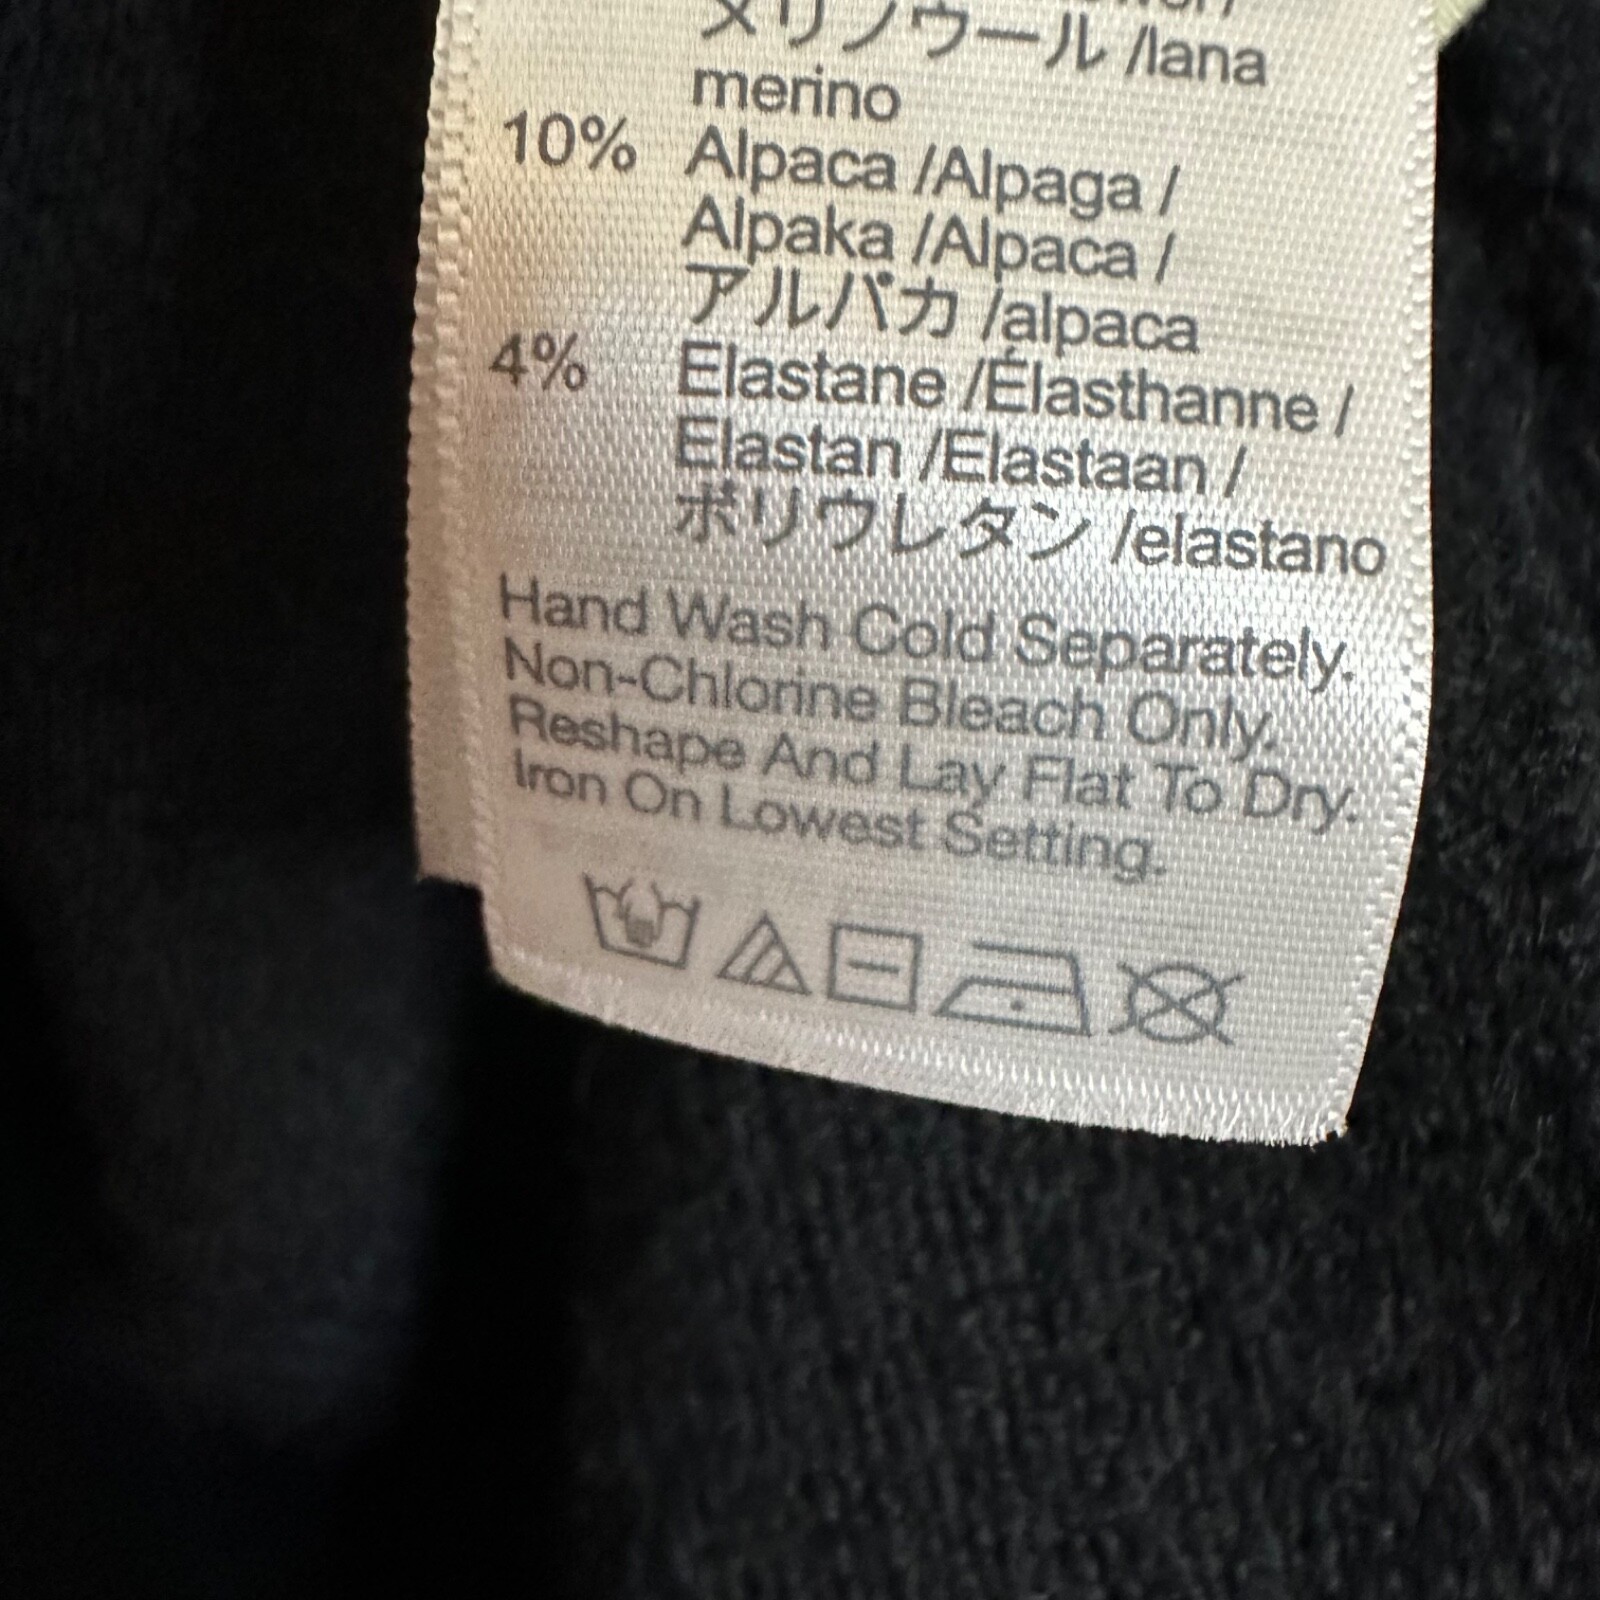 メリノウール /lana
merino
10% Alpaca /Alpaga /
Alpaka /Alpaca /
アルパカ /alpaca
4% Elastane /Élasthanne /
Elastan /Elastaan /
ポリウレタン /elastano
Hand Wash Cold Separately.
Non-Chlorine Bleach Only.
Reshape And Lay Flat To Dry.
Iron On Lowest Setting.